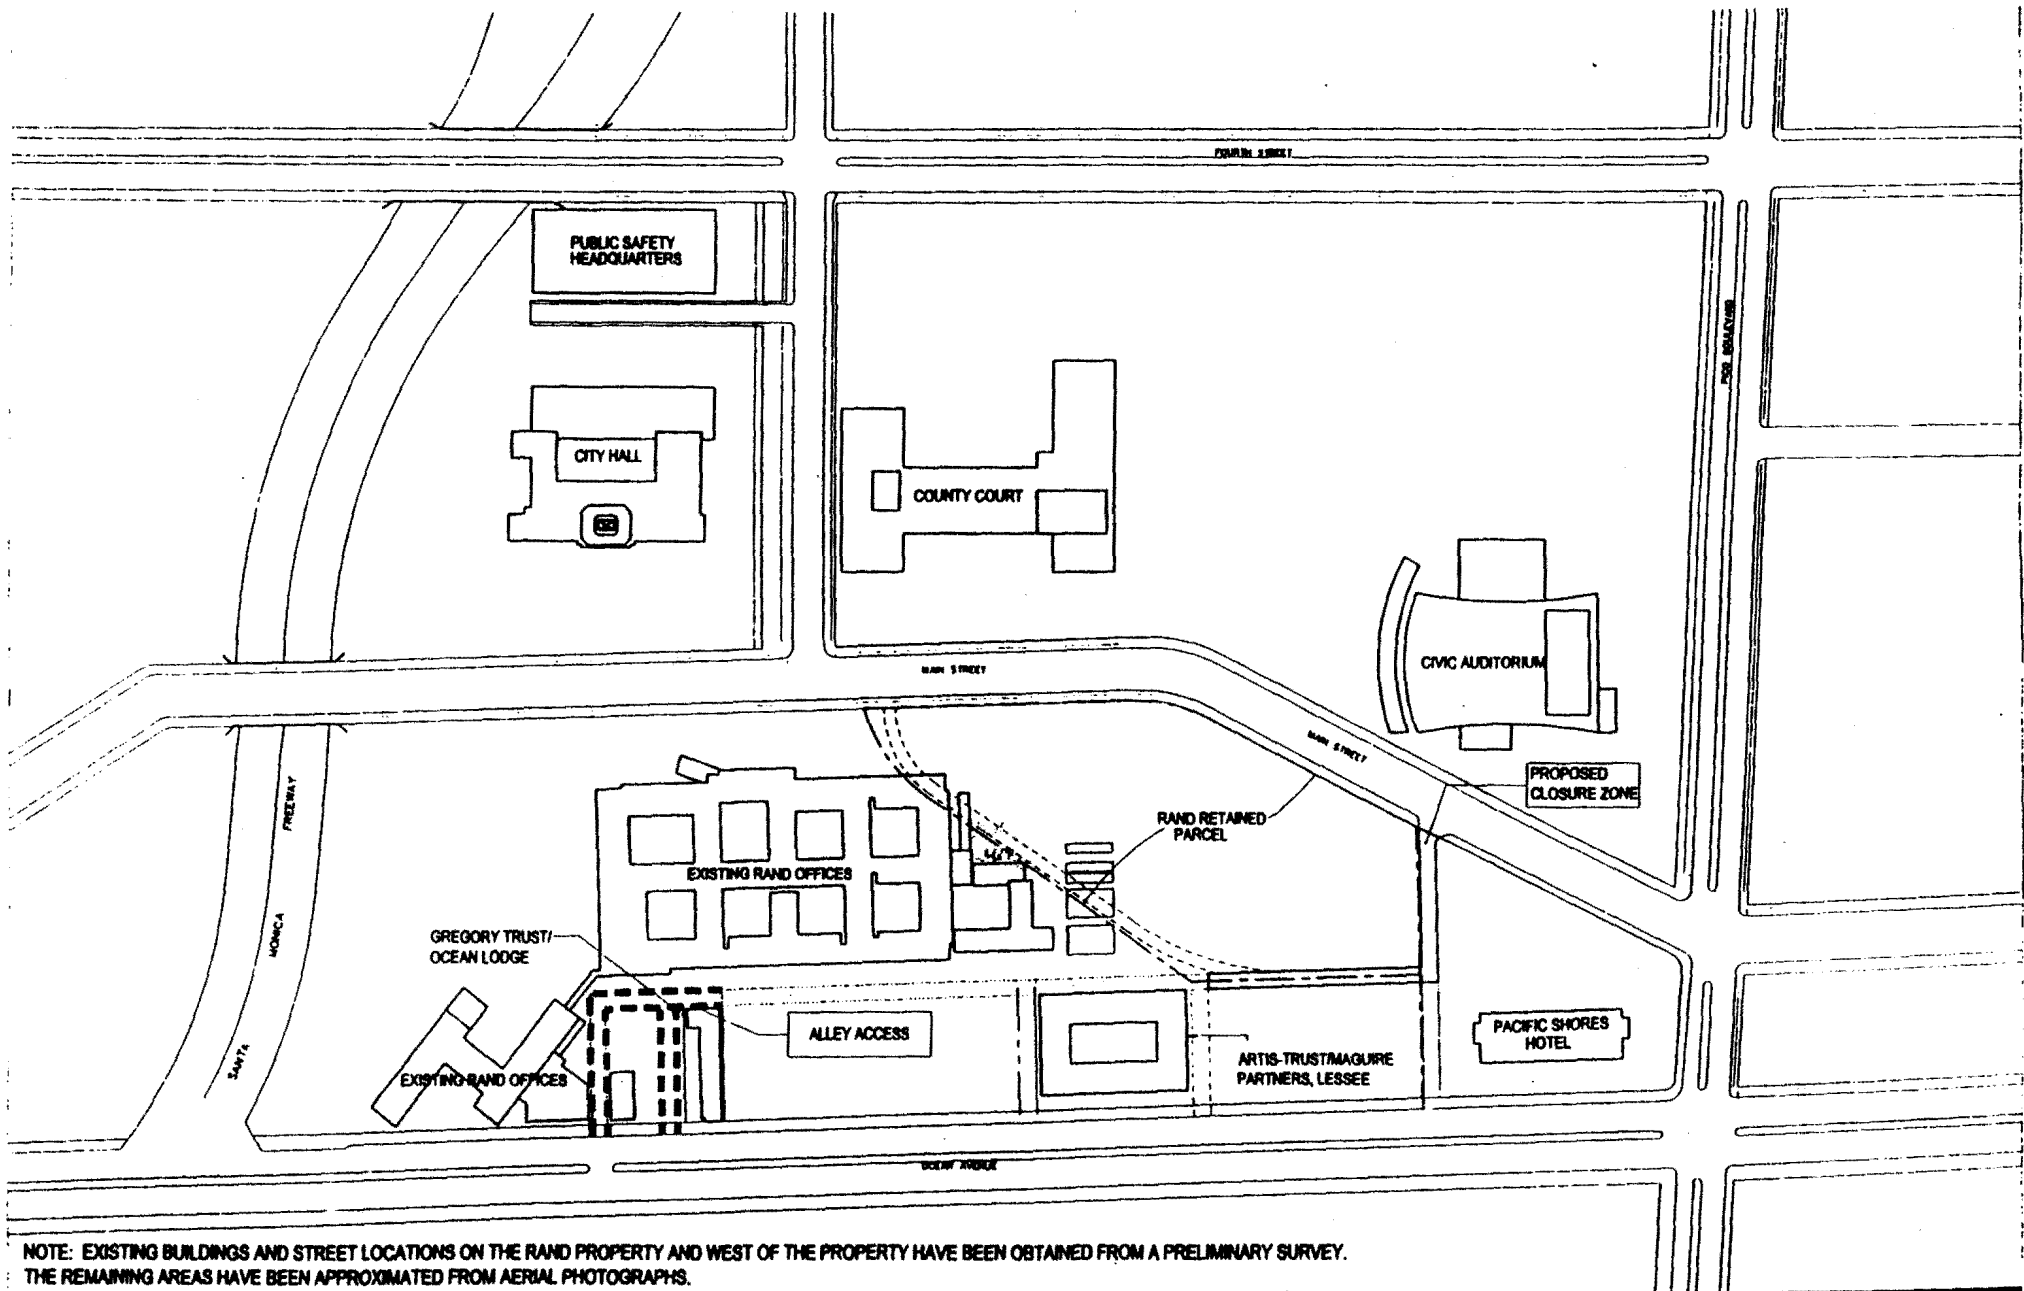 FOURTH STREET
PUBLIC SAFETY
HEADQUARTERS
PICO BOULEVARD
CITY HALL
COUNTY COURT
CIVIC AUDITORIUM
MAIN STREET
MAIN STREET
PROPOSED
CLOSURE ZONE
RAND RETAINED
PARCEL
EXISTING RAND OFFICES
GREGORY TRUST/
OCEAN LODGE
SANTA MONICA FREEWAY
ALLEY ACCESS
PACIFIC SHORES
HOTEL
ARTIS-TRUST/MAGUIRE
PARTNERS, LESSEE
EXISTING RAND OFFICES
OCEAN AVENUE
NOTE: EXISTING BUILDINGS AND STREET LOCATIONS ON THE RAND PROPERTY AND WEST OF THE PROPERTY HAVE BEEN OBTAINED FROM A PRELIMINARY SURVEY.
THE REMAINING AREAS HAVE BEEN APPROXIMATED FROM AERIAL PHOTOGRAPHS.